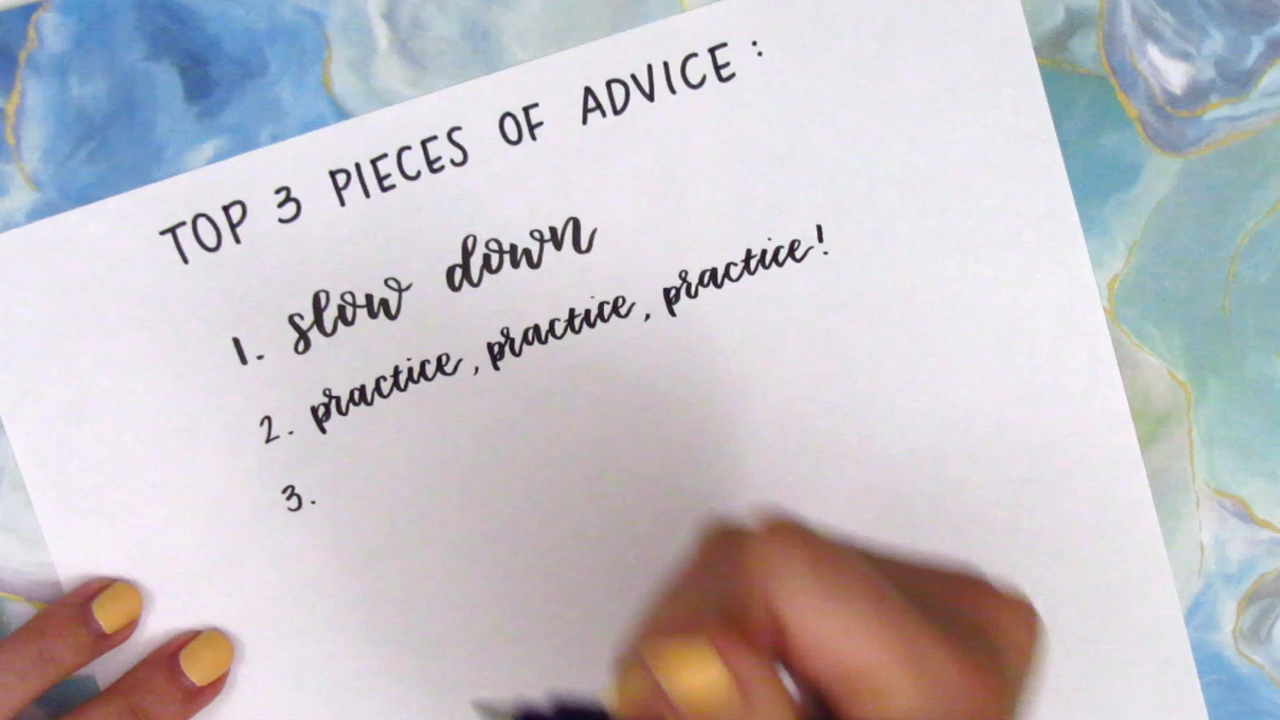 TOP 3 PIECES OF ADVICE:
1. slow down
2. practice, practice, practice!
3.